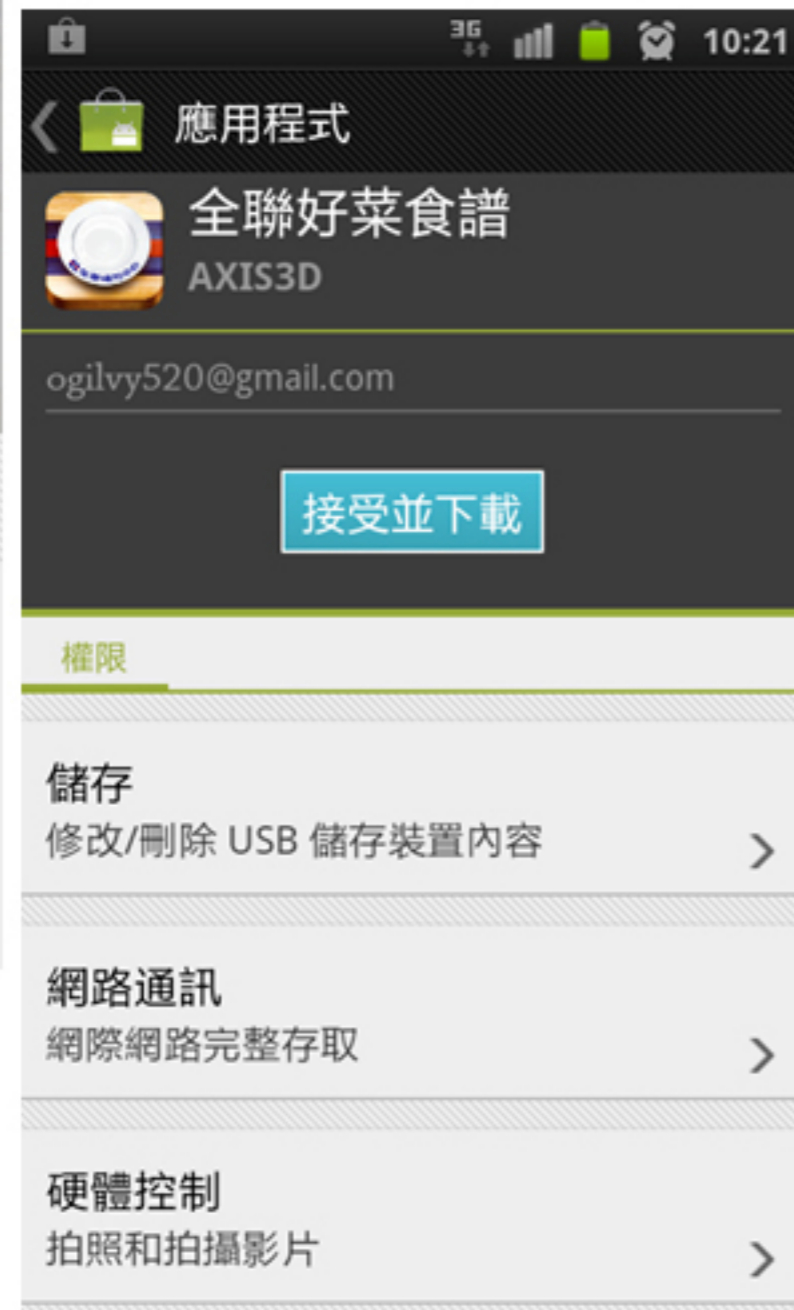 3G
10:21
應用程式
全聯好菜食譜
AXIS3D
ogilvy520@gmail.com
接受並下載
權限
儲存
修改/刪除 USB 儲存裝置內容
網路通訊
網際網路完整存取
硬體控制
拍照和拍攝影片